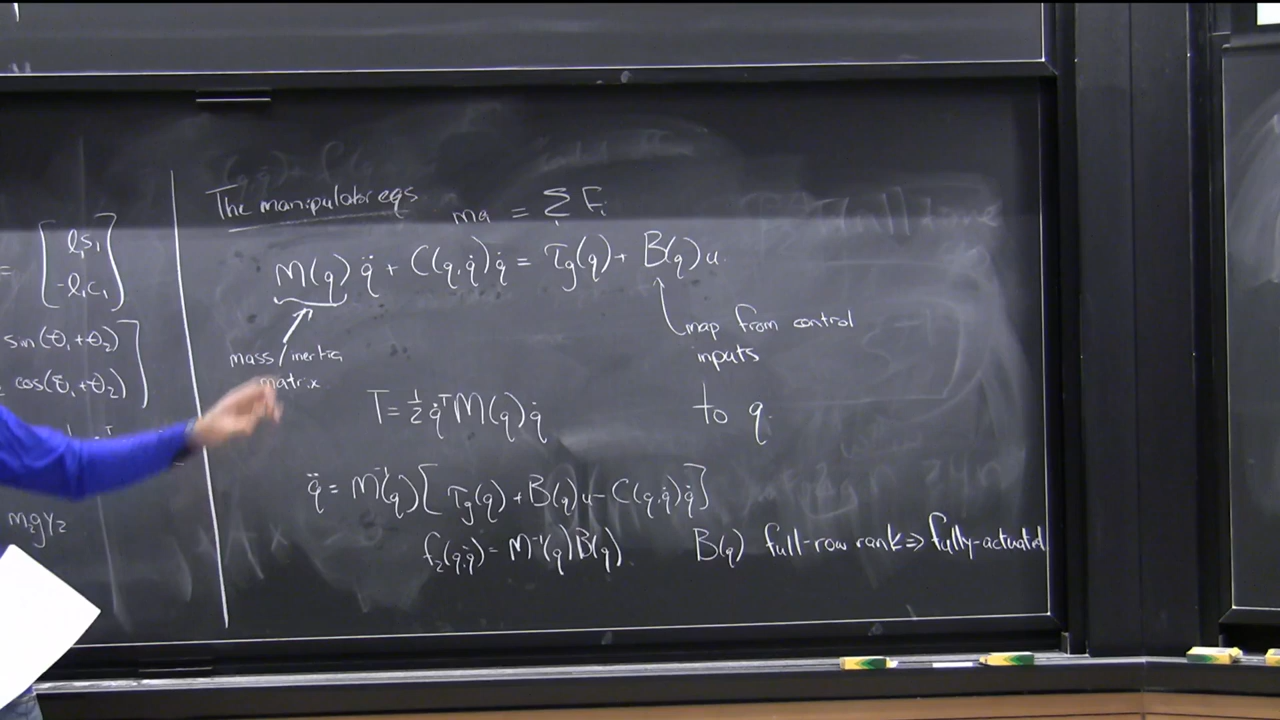 = [ l₁s₁
-l₁c₁ ]
sin(θ₁+θ₂)
cos(θ₁+θ₂)
m₂gy₂
The manipulator eqs
ma = Σᵢ Fᵢ
M(q) q̈ + C(q,q̇) q̇ = τg(q) + B(q) u
mass / inertia
matrix
map from control
inputs
to q.
T = ½ q̇ᵀ M(q) q̇
q̈ = M⁻¹(q) [ τg(q) + B(q)u - C(q,q̇)q̇ ]
f₂(q,q̇) = M⁻¹(q) B(q)
B(q) full-row rank ⇒ fully-actuated